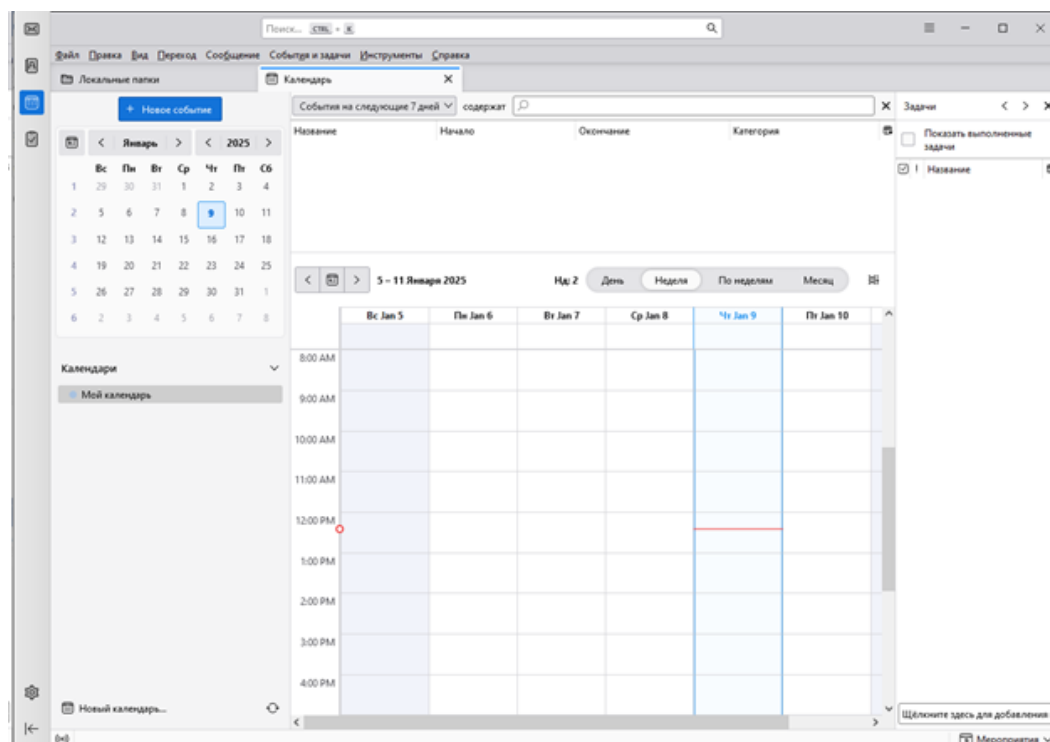 Поиск... CTRL + K
Файл Правка Вид Переход Сообщение События и задачи Инструменты Справка
Локальные папки
Календарь
+ Новое событие
Январь 2025
Вс Пн Вт Ср Чт Пт Сб
1 29 30 31 1 2 3 4
2 5 6 7 8 9 10 11
3 12 13 14 15 16 17 18
4 19 20 21 22 23 24 25
5 26 27 28 29 30 31 1
6 2 3 4 5 6 7 8
Календари
Мой календарь
Новый календарь...
События на следующие 7 дней содержат
Название Начало Окончание Категория
5 – 11 Января 2025 Нд: 2 День Неделя По неделям Месяц
Вс Jan 5 Пн Jan 6 Вт Jan 7 Ср Jan 8 Чт Jan 9 Пт Jan 10
8:00 AM
9:00 AM
10:00 AM
11:00 AM
12:00 PM
1:00 PM
2:00 PM
3:00 PM
4:00 PM
Задачи
Показать выполненные
задачи
! Название
Щёлкните здесь для добавления
Мероприятия